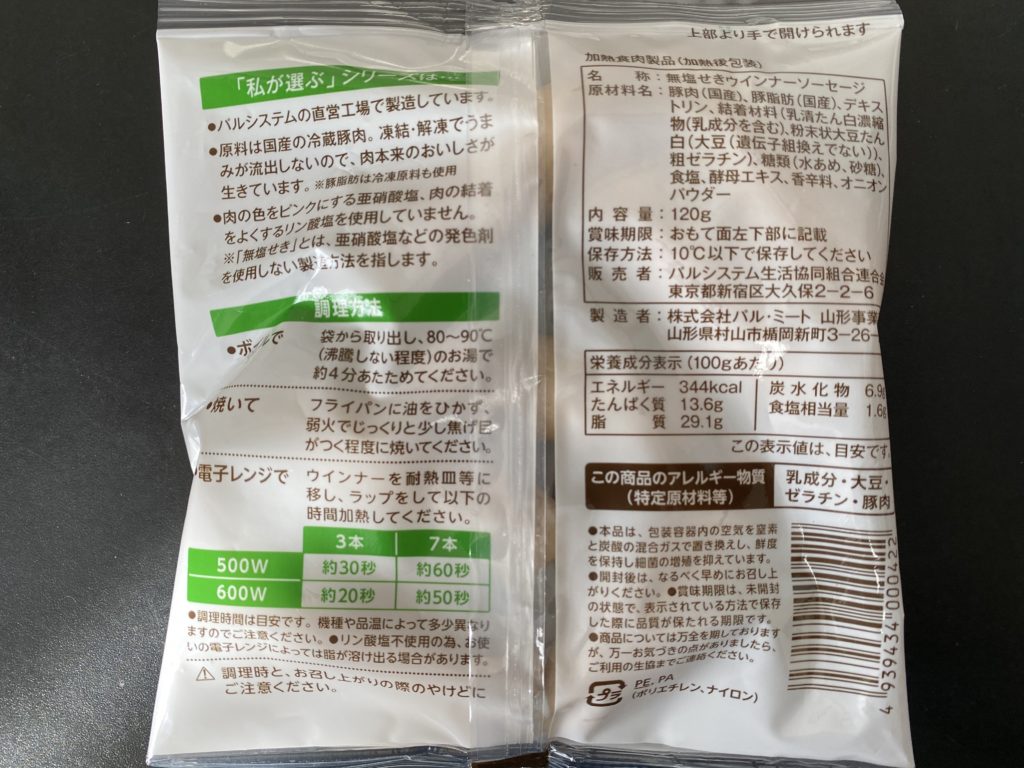 上部より手で開けられます
「私が選ぶ」シリーズは…
●パルシステムの直営工場で製造しています。
●原料は国産の冷蔵豚肉。凍結・解凍でうま
みが流出しないので、肉本来のおいしさが
生きています。※豚脂肪は冷凍原料も使用
●肉の色をピンクにする亜硝酸塩、肉の結着
をよくするリン酸塩を使用していません。
※「無塩せき」とは、亜硝酸塩などの発色剤
を使用しない製造方法を指します。
調理方法
●ボイルで
袋から取り出し、80〜90℃
(沸騰しない程度)のお湯で
約4分あたためてください。
●焼いて
フライパンに油をひかず、
弱火でじっくりと少し焦げ目
がつく程度に焼いてください。
電子レンジで
ウインナーを耐熱皿等に
移し、ラップをして以下の
時間加熱してください。
3本 7本
500W 約30秒 約60秒
600W 約20秒 約50秒
●調理時間は目安です。機種や品温によって多少異なり
ますのでご注意ください。●リン酸塩不使用の為、お使
いの電子レンジによっては脂が溶け出る場合があります。
⚠ 調理時と、お召し上がりの際のやけどに
ご注意ください。
加熱食肉製品(加熱後包装)
名称:無塩せきウインナーソーセージ
原材料名:豚肉(国産)、豚脂肪(国産)、デキス
トリン、結着材料(乳清たん白濃縮
物(乳成分を含む)、粉末状大豆たん
白(大豆(遺伝子組換えでない))、
粗ゼラチン)、糖類(水あめ、砂糖)、
食塩、酵母エキス、香辛料、オニオン
パウダー
内容量:120g
賞味期限:おもて面左下部に記載
保存方法:10℃以下で保存してください
販売者:パルシステム生活協同組合連合会
東京都新宿区大久保2-2-6
製造者:株式会社パル・ミート 山形事業
山形県村山市楯岡新町3-26-
栄養成分表示(100gあたり)
エネルギー 344kcal
たんぱく質 13.6g
脂質 29.1g
炭水化物 6.9g
食塩相当量 1.6g
この表示値は、目安です
この商品のアレルギー物質
(特定原材料等)
乳成分・大豆・
ゼラチン・豚肉
●本品は、包装容器内の空気を窒素
と炭酸の混合ガスで置き換えし、鮮度
を保持し細菌の増殖を抑えています。
●開封後は、なるべく早めにお召し上
がりください。●賞味期限は、未開封
の状態で、表示されている方法で保存
した際に品質が保たれる期限です。
●商品については万全を期しております
が、万一お気づきの点がありましたら、
ご利用の生協までご連絡ください。
プラ
PE, PA
(ポリエチレン、ナイロン)
4939434000422